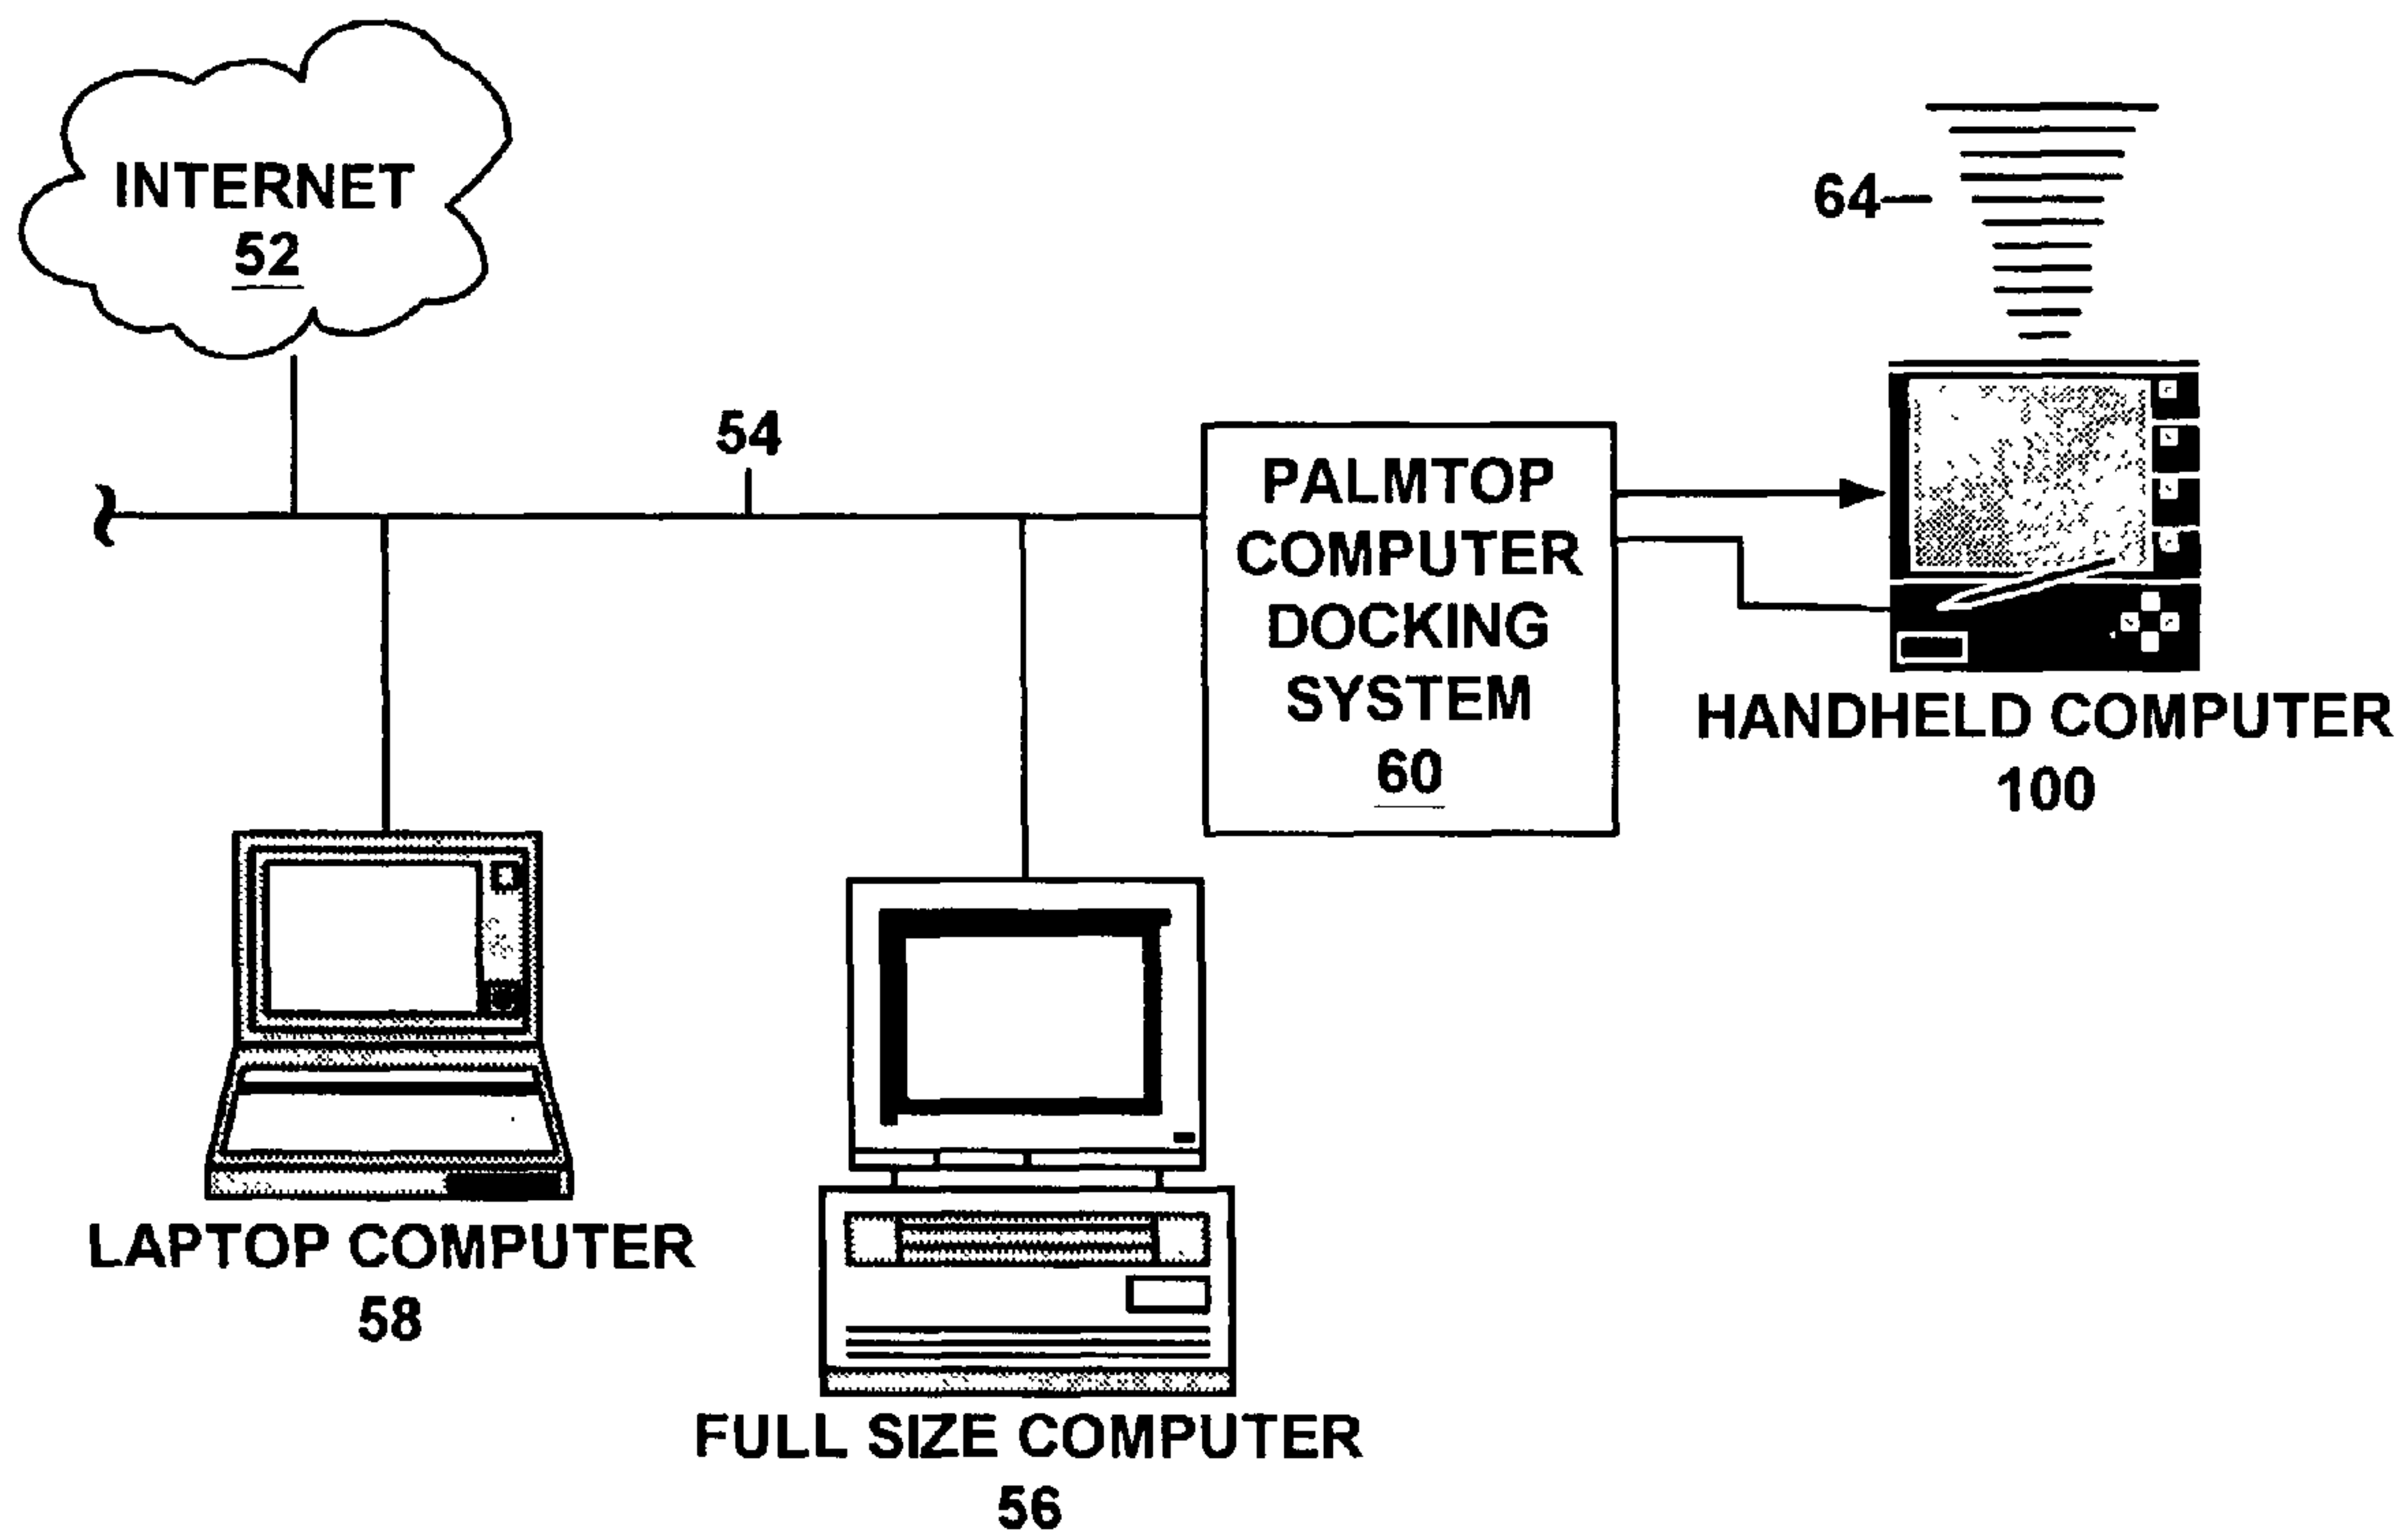 INTERNET
52
64
54
PALMTOP
COMPUTER
DOCKING
SYSTEM
60
HANDHELD COMPUTER
100
LAPTOP COMPUTER
58
FULL SIZE COMPUTER
56